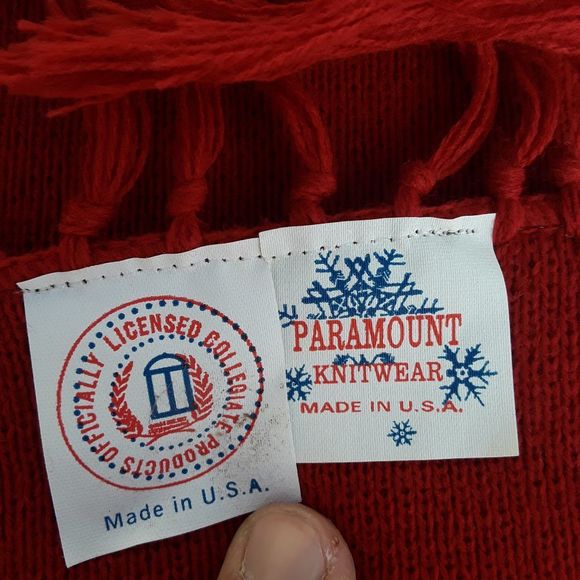 OFFICIALLY LICENSED COLLEGIATE PRODUCTS
Made in U.S.A.
PARAMOUNT
KNITWEAR
MADE IN U.S.A.